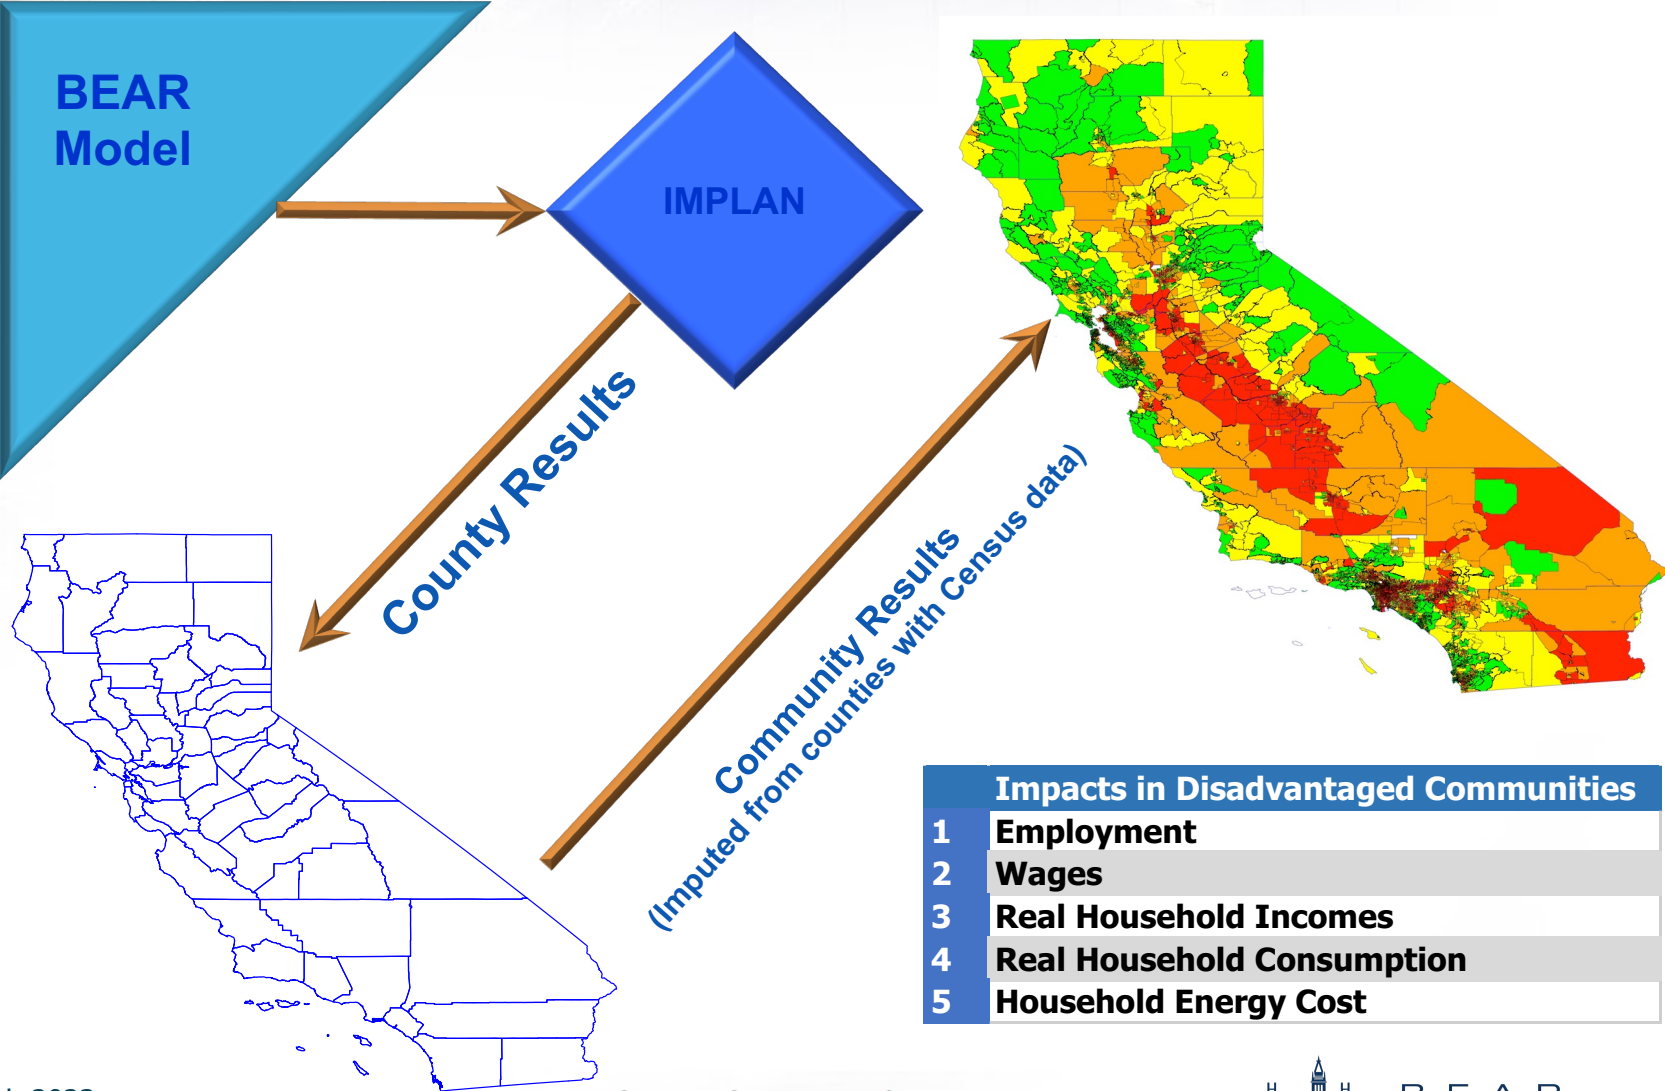 BEAR
Model
IMPLAN
County Results
Community Results
(Imputed from counties with Census data)
Impacts in Disadvantaged Communities
1 Employment
2 Wages
3 Real Household Incomes
4 Real Household Consumption
5 Household Energy Cost
B E A R